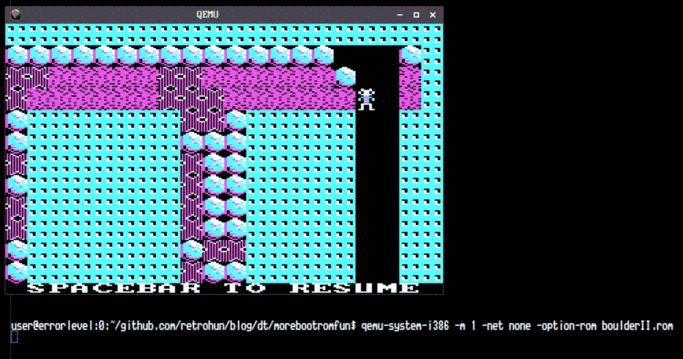 QEMU
SPACEBAR TO RESUME
user@errorlevel:0:~/github.com/retrohun/blog/dt/morebootromfun$ qemu-system-i386 -m 1 -net none -option-rom boulderII.rom